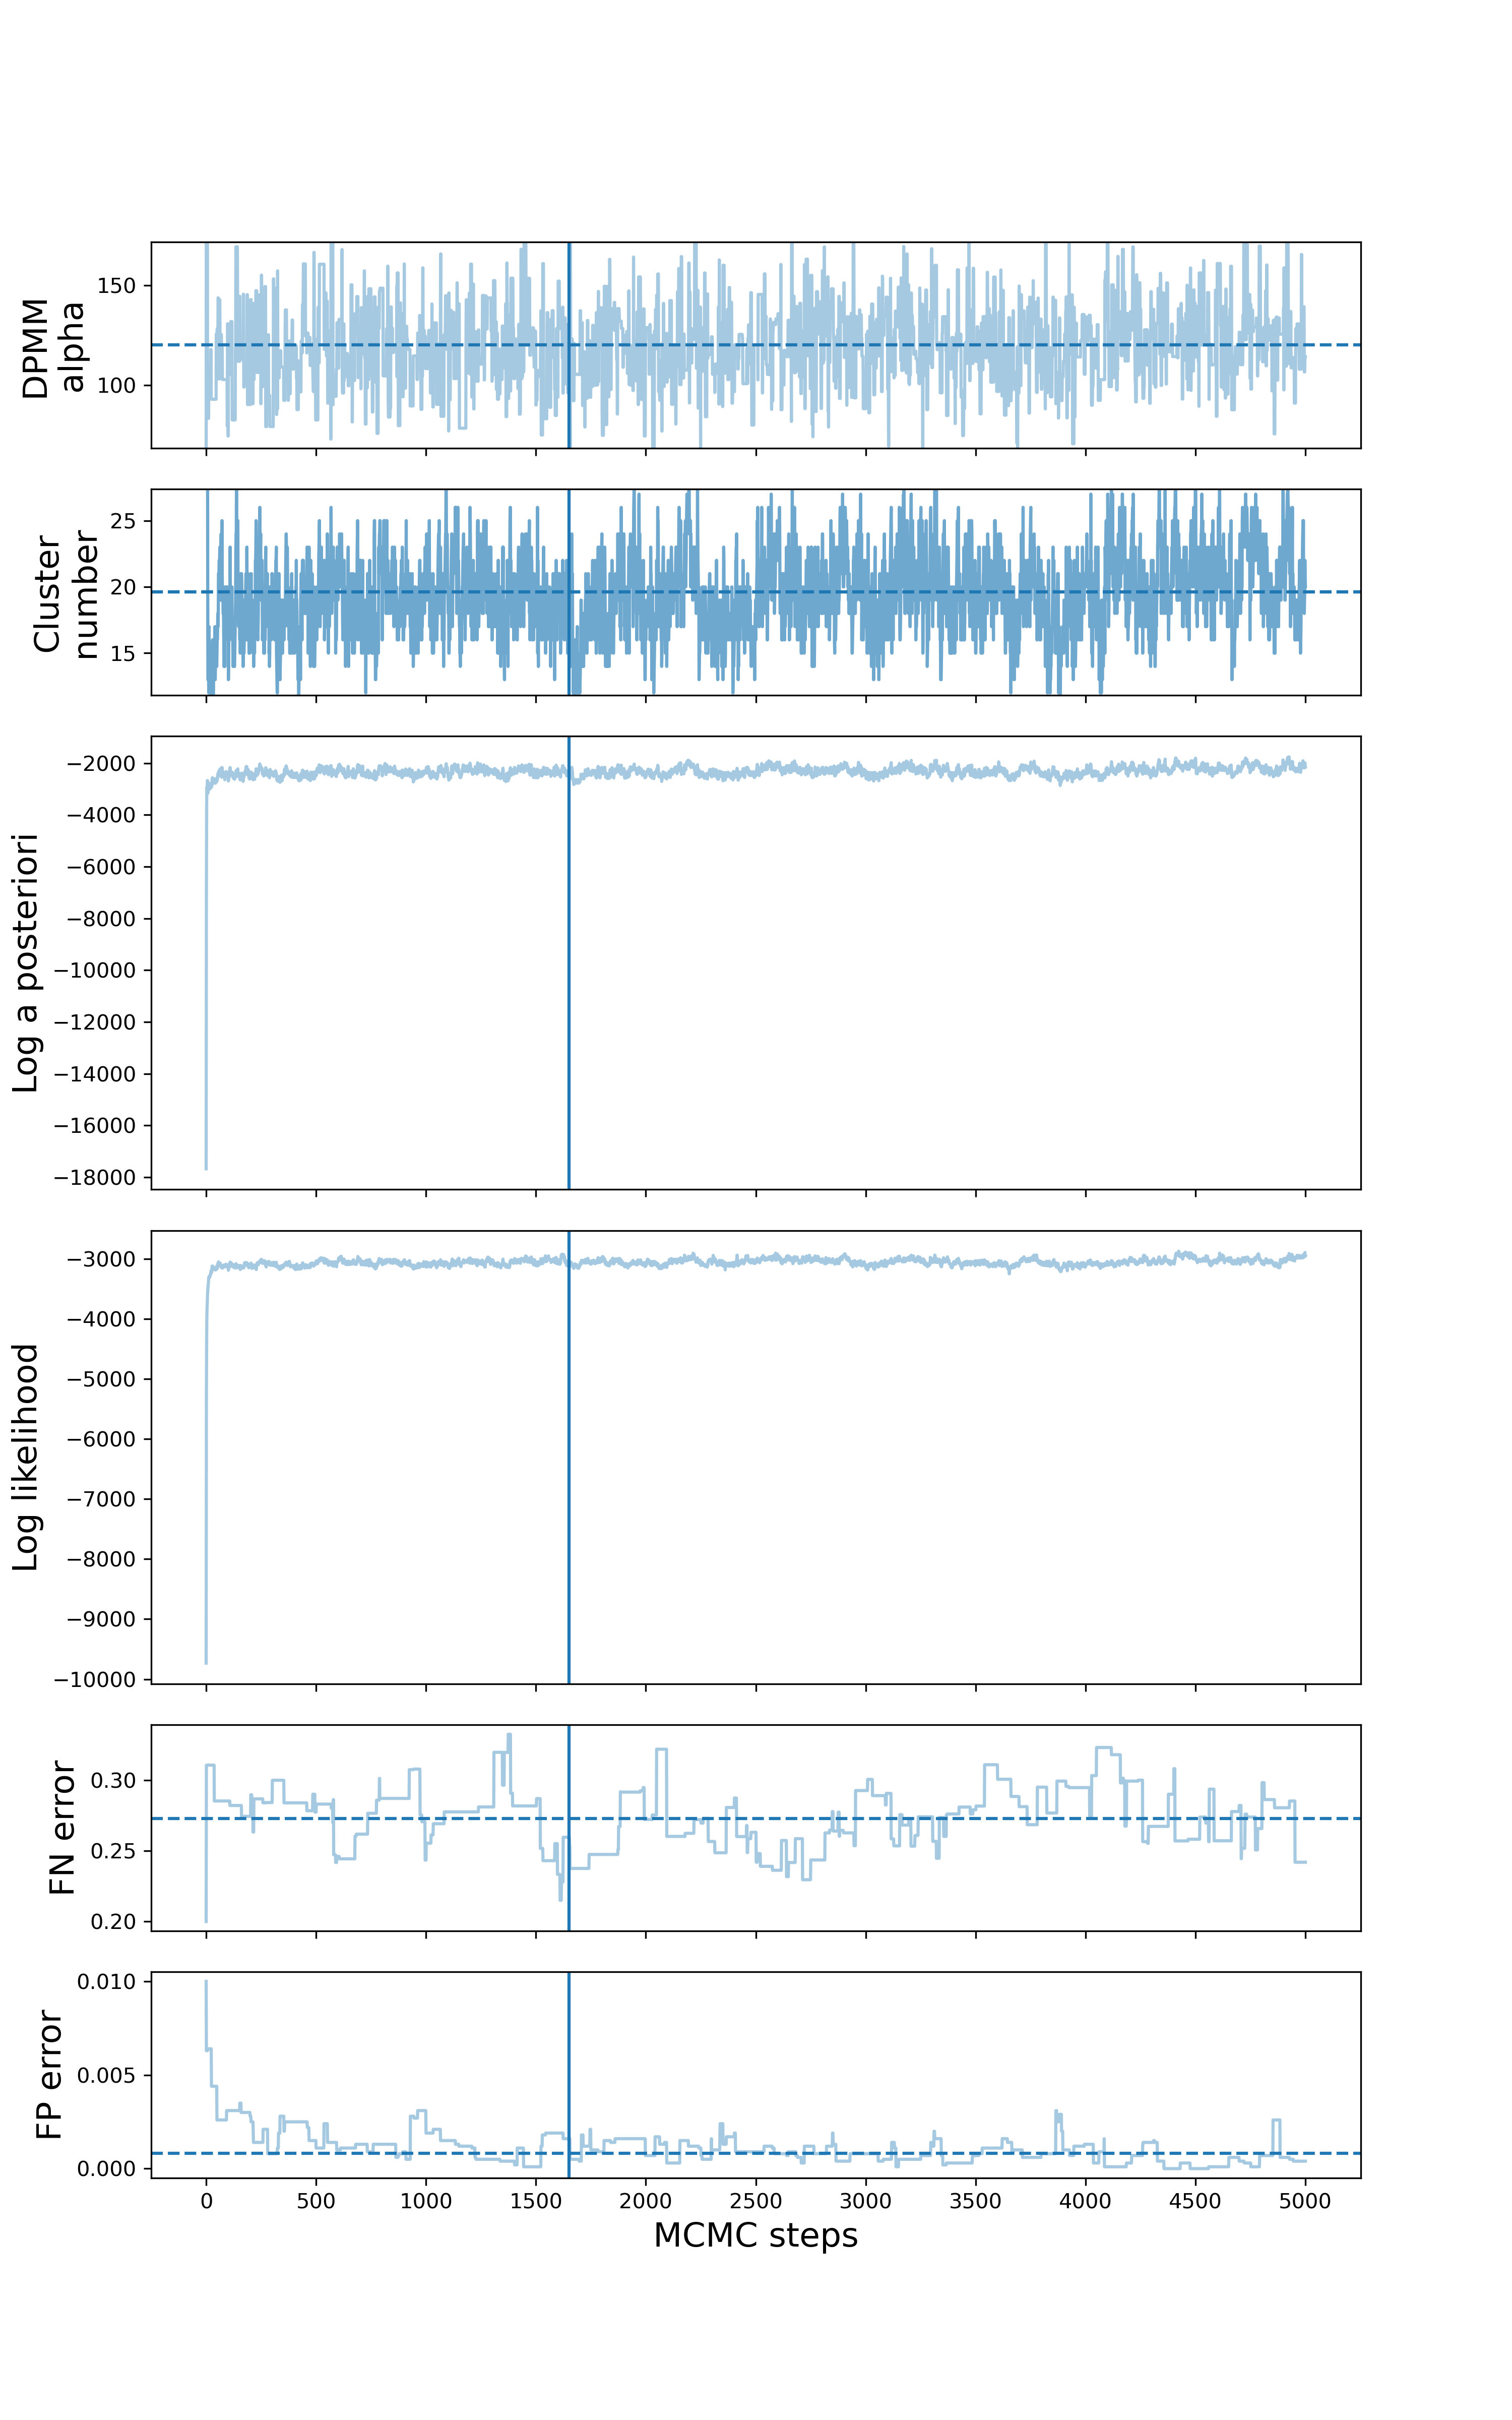 DPMM
alpha
150
100
Cluster
number
25
20
15
Log a posteriori
−2000
−4000
−6000
−8000
−10000
−12000
−14000
−16000
−18000
Log likelihood
−3000
−4000
−5000
−6000
−7000
−8000
−9000
−10000
FN error
0.30
0.25
0.20
FP error
0.010
0.005
0.000
0 500 1000 1500 2000 2500 3000 3500 4000 4500 5000
MCMC steps